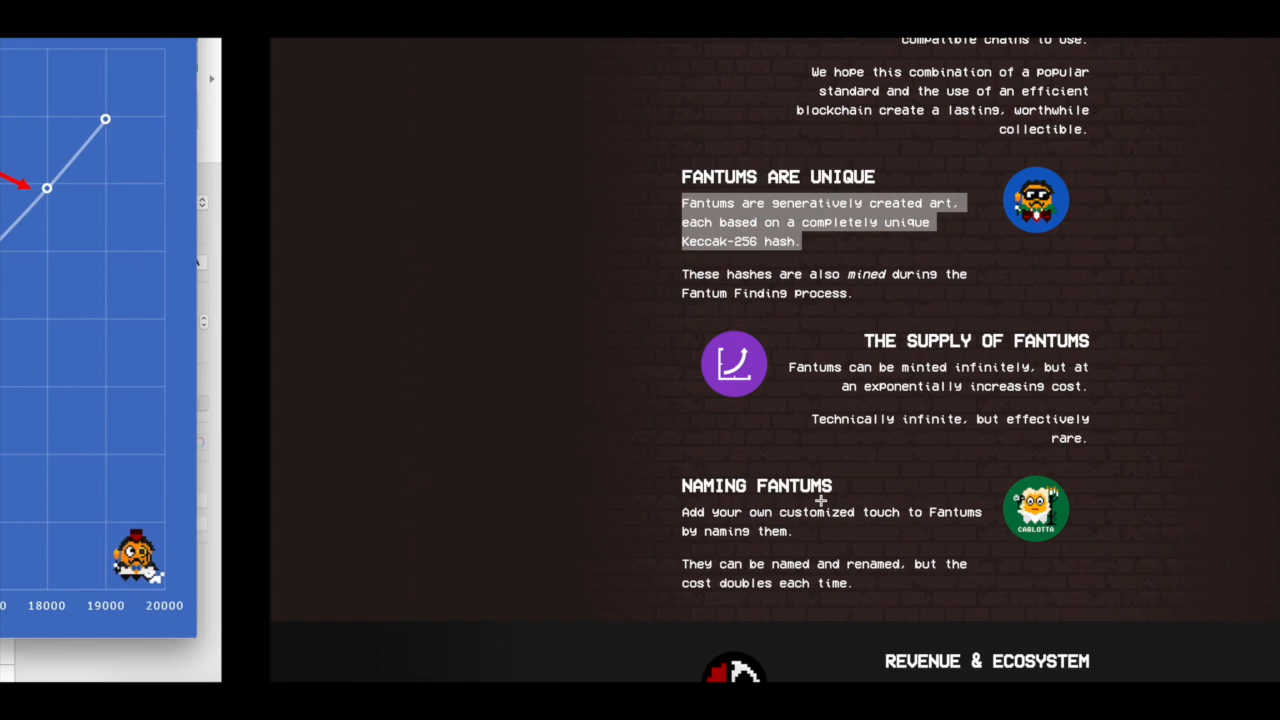 compatible chains to use.
We hope this combination of a popular
standard and the use of an efficient
blockchain create a lasting, worthwhile
collectible.
FANTUMS ARE UNIQUE
Fantums are generatively created art,
each based on a completely unique
Keccak-256 hash.
These hashes are also mined during the
Fantum Finding process.
THE SUPPLY OF FANTUMS
Fantums can be minted infinitely, but at
an exponentially increasing cost.
Technically infinite, but effectively
rare.
NAMING FANTUMS
Add your own customized touch to Fantums
by naming them.
CARLOTTA
They can be named and renamed, but the
cost doubles each time.
REVENUE & ECOSYSTEM
18000 19000 20000